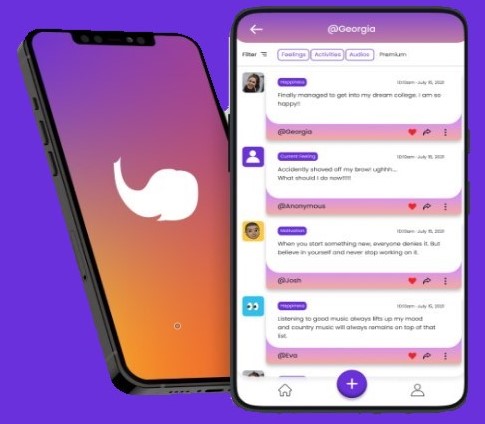 @Georgia
Filter Feelings Activities Audios Premium
Happiness
10:10am · July 15, 2021
Finally managed to get into my dream college. I am so
happy!!
@Georgia
Current Feeling
10:10am · July 15, 2021
Accidently shaved off my brow! ughhh....
What should I do now!!!!!
@Anonymous
Motivation
10:10am · July 15, 2021
When you start something new, everyone denies it. But
believe in yourself and never stop working on it.
@Josh
Happiness
10:10am · July 15, 2021
Listening to good music always lifts up my mood
and country music will always remains on top of that
list.
@Eva